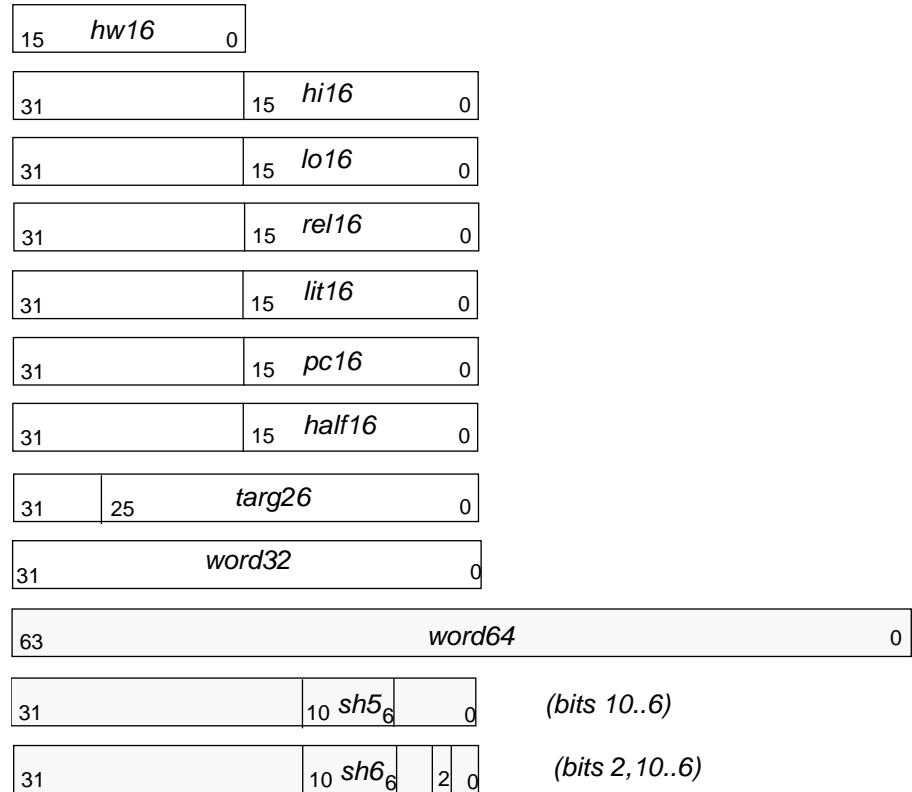 15 hw16 0
31 15 hi16 0
31 15 lo16 0
31 15 rel16 0
31 15 lit16 0
31 15 pc16 0
31 15 half16 0
31 25 targ26 0
31 word32 0
63 word64 0
31 10 sh5 6 0 (bits 10..6)
31 10 sh6 6 2 0 (bits 2,10..6)